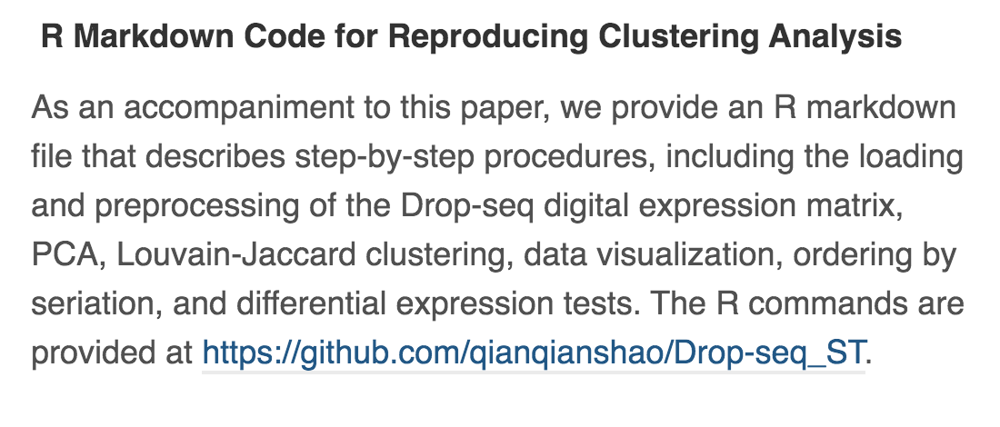 R Markdown Code for Reproducing Clustering Analysis
As an accompaniment to this paper, we provide an R markdown
file that describes step-by-step procedures, including the loading
and preprocessing of the Drop-seq digital expression matrix,
PCA, Louvain-Jaccard clustering, data visualization, ordering by
seriation, and differential expression tests. The R commands are
provided at https://github.com/qianqianshao/Drop-seq_ST.